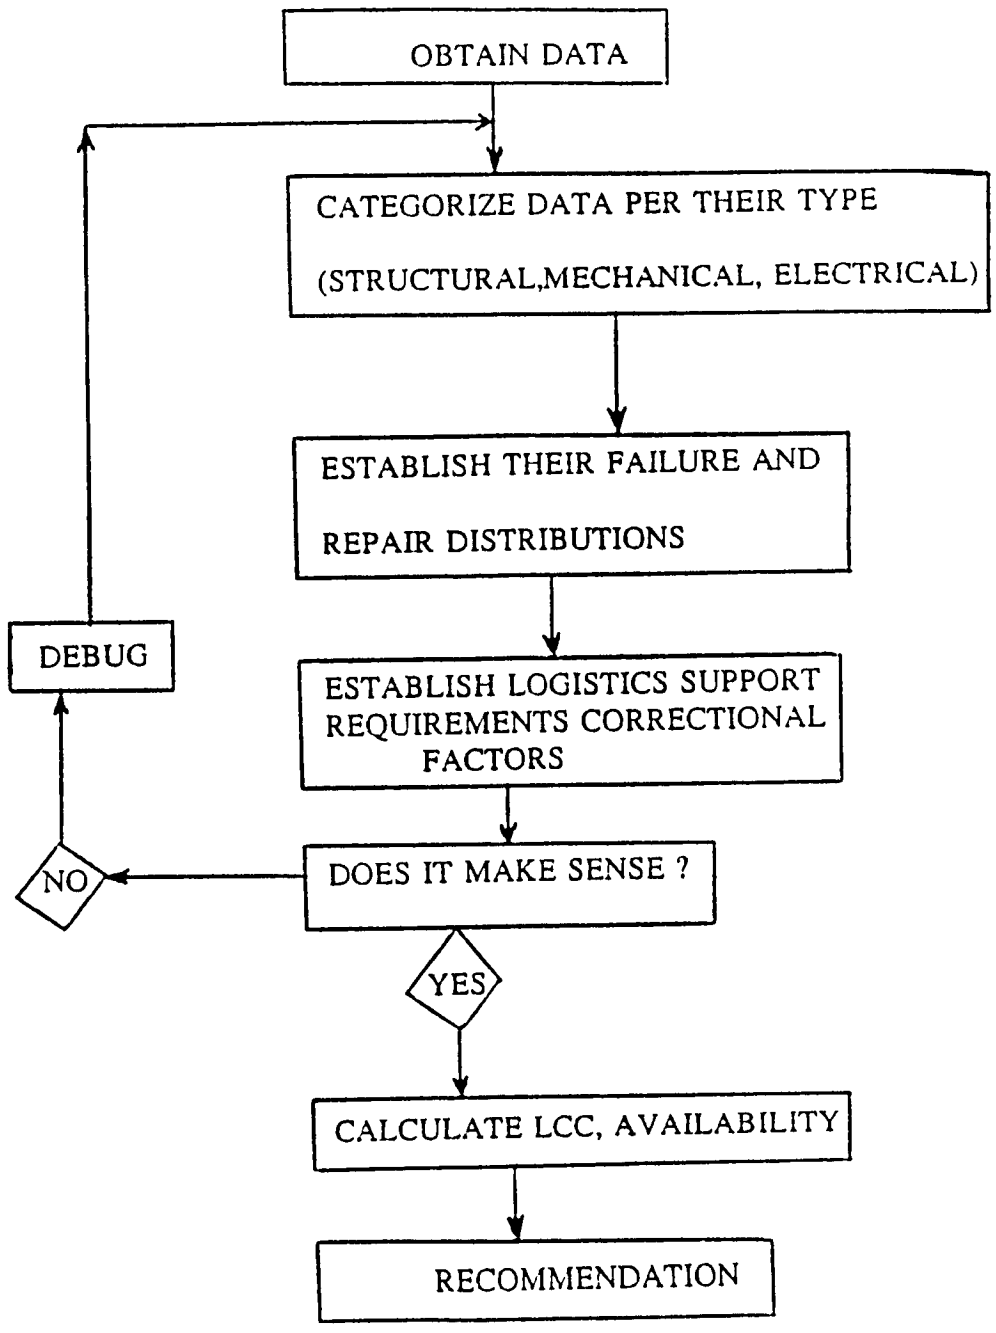 OBTAIN DATA
CATEGORIZE DATA PER THEIR TYPE
(STRUCTURAL,MECHANICAL, ELECTRICAL)
ESTABLISH THEIR FAILURE AND
REPAIR DISTRIBUTIONS
DEBUG
ESTABLISH LOGISTICS SUPPORT
REQUIREMENTS CORRECTIONAL
FACTORS
NO
DOES IT MAKE SENSE ?
YES
CALCULATE LCC, AVAILABILITY
RECOMMENDATION